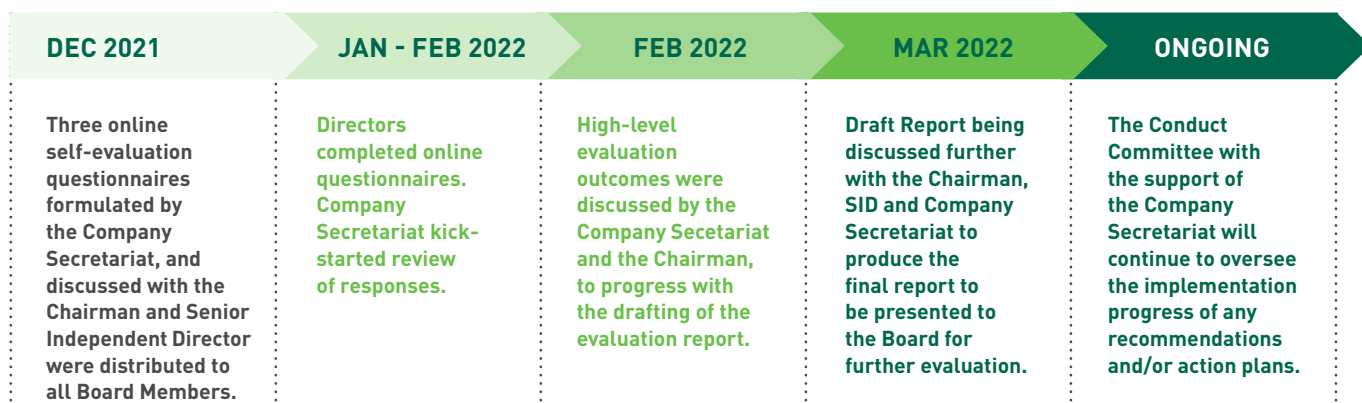 DEC 2021
JAN - FEB 2022
FEB 2022
MAR 2022
ONGOING
Three online
self-evaluation
questionnaires
formulated by
the Company
Secretariat, and
discussed with the
Chairman and Senior
Independent Director
were distributed to
all Board Members.
Directors
completed online
questionnaires.
Company
Secretariat kick-
started review
of responses.
High-level
evaluation
outcomes were
discussed by the
Company Secetariat
and the Chairman,
to progress with
the drafting of the
evaluation report.
Draft Report being
discussed further
with the Chairman,
SID and Company
Secretariat to
produce the
final report to
be presented to
the Board for
further evaluation.
The Conduct
Committee with
the support of
the Company
Secretariat will
continue to oversee
the implementation
progress of any
recommendations
and/or action plans.